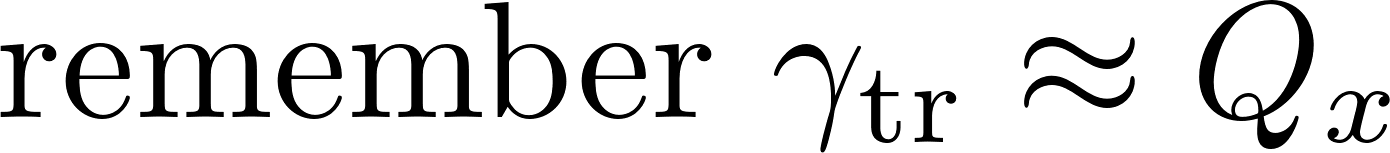 remember γ_tr ≈ Q_x